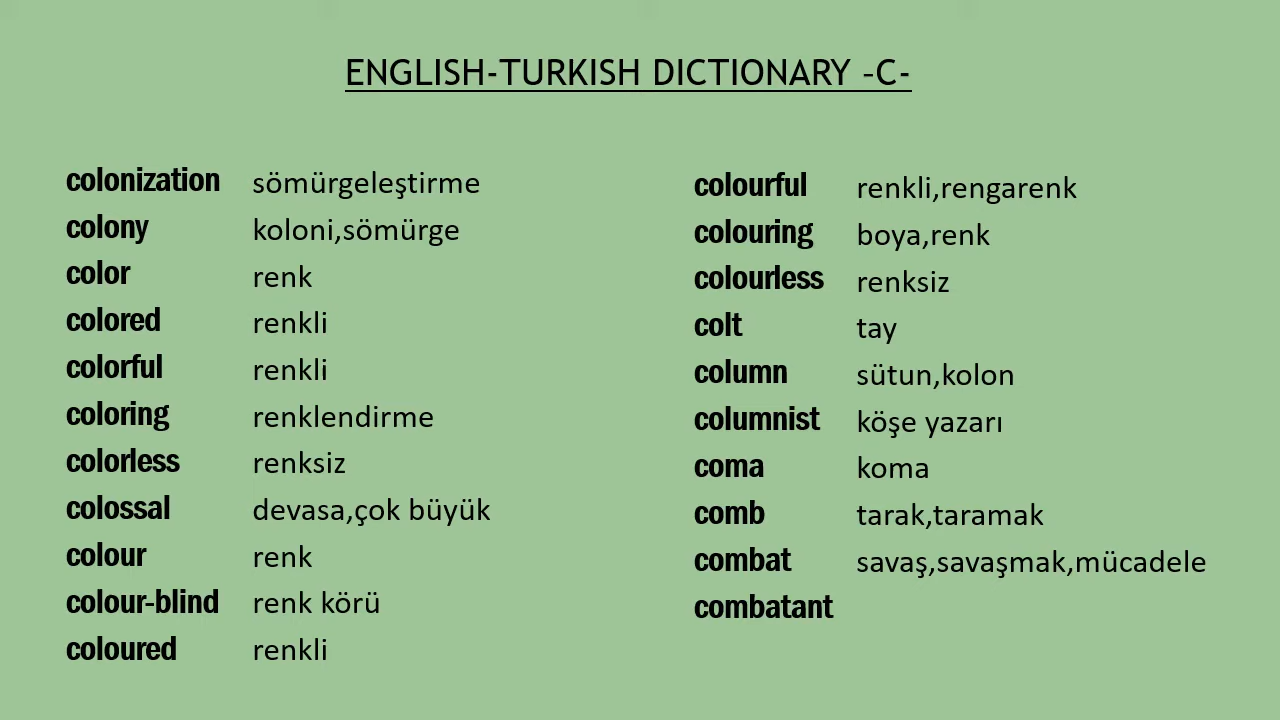 ENGLISH-TURKISH DICTIONARY –C-
colonization sömürgeleştirme
colony koloni,sömürge
color renk
colored renkli
colorful renkli
coloring renklendirme
colorless renksiz
colossal devasa,çok büyük
colour renk
colour-blind renk körü
coloured renkli
colourful renkli,rengarenk
colouring boya,renk
colourless renksiz
colt tay
column sütun,kolon
columnist köşe yazarı
coma koma
comb tarak,taramak
combat savaş,savaşmak,mücadele
combatant